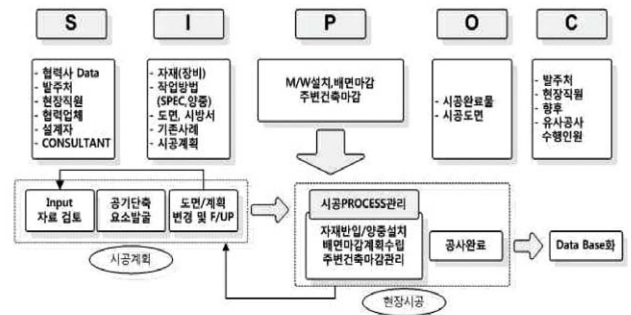 S
I
P
O
C
- 협력사 Data
- 발주처
- 현장직원
- 협력업체
- 설계자
- CONSULTANT
- 자재(장비)
- 작업방법
(SPEC,양중)
- 도면, 시방서
- 기존사례
- 시공계획
M/W설치,배면마감
주변건축마감
- 시공완료물
- 시공도면
- 발주처
- 현장직원
- 향후
- 유사공사
수행인원
Input
자료 검토
공기단축
요소발굴
도면/계획
변경 및 F/UP
시공계획
시공PROCESS관리
자재반입/양중설치
배면마감계획수립
주변건축마감관리
공사완료
현장시공
Data Base화